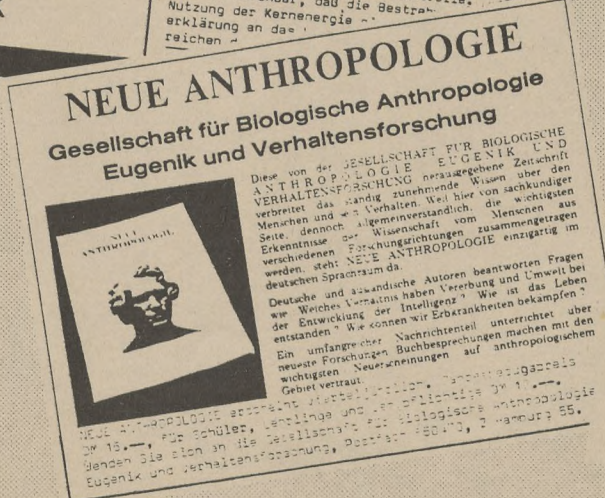 daß die Bestrah
Nutzung der Kernenergie
erklärung an das
reichen
NEUE ANTHROPOLOGIE
Gesellschaft für Biologische Anthropologie
Eugenik und Verhaltensforschung
NEUE
ANTHROPOLOGIE
Diese von der GESELLSCHAFT FÜR BIOLOGISCHE
ANTHROPOLOGIE EUGENIK UND
VERHALTENSFORSCHUNG herausgegebene Zeitschrift
verbreitet das ständig zunehmende Wissen über den
Menschen und sein Verhalten. Weil hier von sachkundiger
Seite, dennoch allgemeinverständlich, die wichtigsten
Erkenntnisse der Wissenschaft vom Menschen aus
verschiedenen Forschungsrichtungen zusammengetragen
werden, steht NEUE ANTHROPOLOGIE einzigartig im
deutschen Sprachraum da.
Deutsche und ausländische Autoren beantworten Fragen
wie Welches Verhältnis haben Vererbung und Umwelt bei
der Entwicklung der Intelligenz? Wie ist das Leben
entstanden? Wie können wir Erbkrankheiten bekämpfen?
Ein umfangreicher Nachrichtenteil unterrichtet über
neueste Forschungen Buchbesprechungen machen mit den
wichtigsten Neuerscheinungen auf anthropologischem
Gebiet vertraut.
NEUE ANTHROPOLOGIE erscheint vierteljährlich.
DM 16.—, für Schüler, Lehrlinge und DM
Wenden Sie sich an die Gesellschaft für Biologische Anthropologie
Eugenik und Verhaltensforschung, Postfach Hamburg 55.